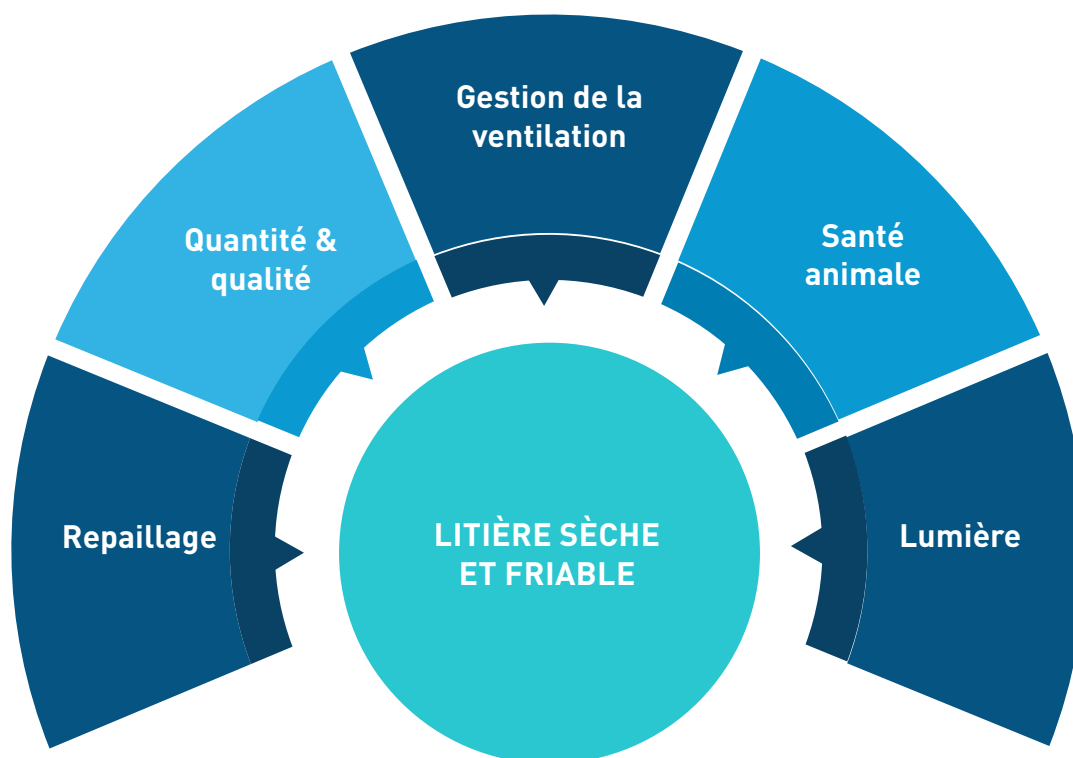 Gestion de la
ventilation
Quantité &
qualité
Santé
animale
Repaillage
LITIÈRE SÈCHE
ET FRIABLE
Lumière